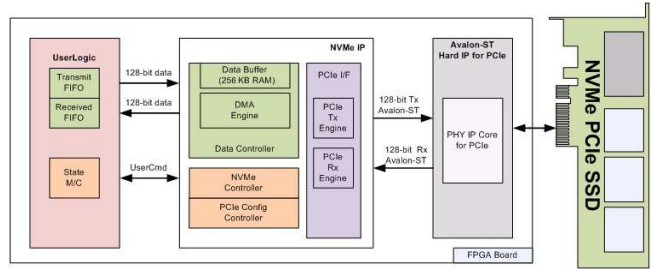 UserLogic
Transmit
FIFO
Received
FIFO
State
M/C
128-bit data
128-bit data
UserCmd
NVMe IP
Data Buffer
(256 KB RAM)
DMA
Engine
Data Controller
NVMe
Controller
PCIe Config
Controller
PCIe I/F
PCIe
Tx
Engine
PCIe
Rx
Engine
128-bit Tx
Avalon-ST
128-bit Rx
Avalon-ST
Avalon-ST
Hard IP for PCIe
PHY IP Core
for PCIe
FPGA Board
NVMe PCIe SSD